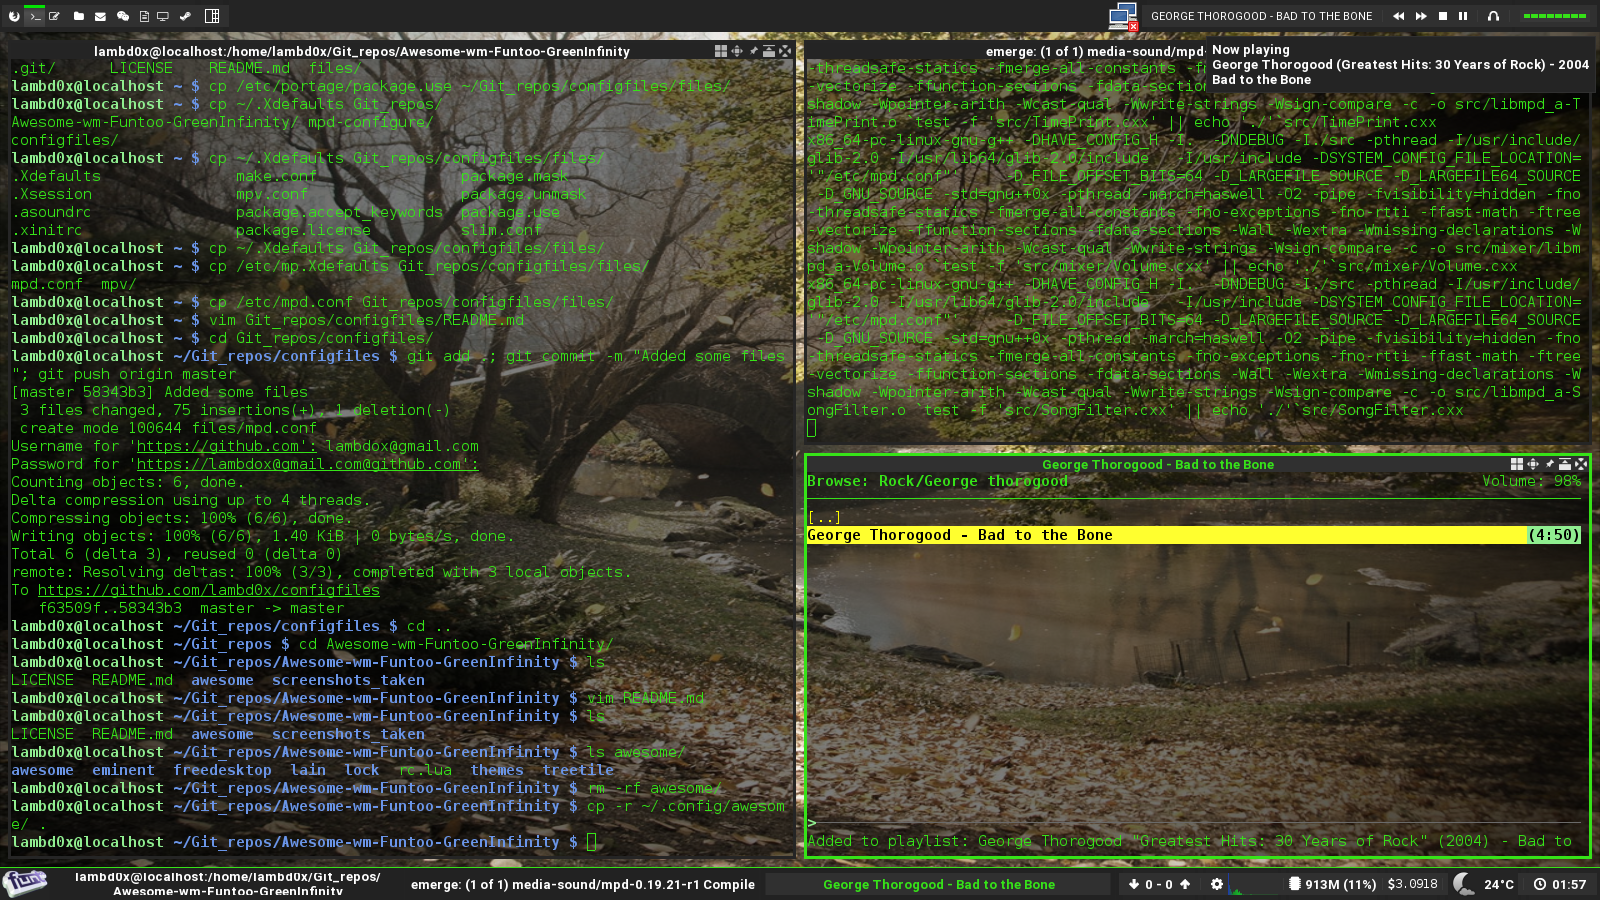 GEORGE THOROGOOD - BAD TO THE BONE
lambd0x@localhost:/home/lambd0x/Git_repos/Awesome-wm-Funtoo-GreenInfinity
.git/      LICENSE    README.md  files/
lambd0x@localhost ~ $ cp /etc/portage/package.use ~/Git_repos/configfiles/files/
lambd0x@localhost ~ $ cp ~/.Xdefaults Git_repos/
Awesome-wm-Funtoo-GreenInfinity/ mpd-configure/
configfiles/
lambd0x@localhost ~ $ cp ~/.Xdefaults Git_repos/configfiles/files/
.Xdefaults               make.conf                package.mask
.Xsession                mpv.conf                 package.unmask
.asoundrc                package.accept_keywords  package.use
.xinitrc                 package.license          slim.conf
lambd0x@localhost ~ $ cp ~/.Xdefaults Git_repos/configfiles/files/
lambd0x@localhost ~ $ cp /etc/mp.Xdefaults Git_repos/configfiles/files/
mpd.conf  mpv/
lambd0x@localhost ~ $ cp /etc/mpd.conf Git_repos/configfiles/files/
lambd0x@localhost ~ $ vim Git_repos/configfiles/README.md
lambd0x@localhost ~ $ cd Git_repos/configfiles/
lambd0x@localhost ~/Git_repos/configfiles $ git add .; git commit -m "Added some files
"; git push origin master
[master 58343b3] Added some files
 3 files changed, 75 insertions(+), 1 deletion(-)
 create mode 100644 files/mpd.conf
Username for 'https://github.com': lambdox@gmail.com
Password for 'https://lambdox@gmail.com@github.com':
Counting objects: 6, done.
Delta compression using up to 4 threads.
Compressing objects: 100% (6/6), done.
Writing objects: 100% (6/6), 1.40 KiB | 0 bytes/s, done.
Total 6 (delta 3), reused 0 (delta 0)
remote: Resolving deltas: 100% (3/3), completed with 3 local objects.
To https://github.com/lambd0x/configfiles
   f63509f..58343b3  master -> master
lambd0x@localhost ~/Git_repos/configfiles $ cd ..
lambd0x@localhost ~/Git_repos $ cd Awesome-wm-Funtoo-GreenInfinity/
lambd0x@localhost ~/Git_repos/Awesome-wm-Funtoo-GreenInfinity $ ls
LICENSE  README.md  awesome  screenshots_taken
lambd0x@localhost ~/Git_repos/Awesome-wm-Funtoo-GreenInfinity $ vim README.md
lambd0x@localhost ~/Git_repos/Awesome-wm-Funtoo-GreenInfinity $ ls
LICENSE  README.md  awesome  screenshots_taken
lambd0x@localhost ~/Git_repos/Awesome-wm-Funtoo-GreenInfinity $ ls awesome/
awesome  eminent  freedesktop  lain  lock  rc.lua  themes  treetile
lambd0x@localhost ~/Git_repos/Awesome-wm-Funtoo-GreenInfinity $ rm -rf awesome/
lambd0x@localhost ~/Git_repos/Awesome-wm-Funtoo-GreenInfinity $ cp -r ~/.config/awesom
e/ .
lambd0x@localhost ~/Git_repos/Awesome-wm-Funtoo-GreenInfinity $
emerge: (1 of 1) media-sound/mpd-
Now playing
George Thorogood (Greatest Hits: 30 Years of Rock) - 2004
Bad to the Bone
-threadsafe-statics -fmerge-all-constants -fn
-vectorize -ffunction-sections -fdata-section
shadow -Wpointer-arith -Wcast-qual -Wwrite-strings -Wsign-compare -c -o src/libmpd_a-T
imePrint.o `test -f 'src/TimePrint.cxx' || echo './'`src/TimePrint.cxx
x86_64-pc-linux-gnu-g++ -DHAVE_CONFIG_H -I.  -DNDEBUG -I./src -pthread -I/usr/include/
glib-2.0 -I/usr/lib64/glib-2.0/include   -I/usr/include -DSYSTEM_CONFIG_FILE_LOCATION=
'"/etc/mpd.conf"'     -D_FILE_OFFSET_BITS=64 -D_LARGEFILE_SOURCE -D_LARGEFILE64_SOURCE
 -D_GNU_SOURCE -std=gnu++0x -pthread -march=haswell -O2 -pipe -fvisibility=hidden -fno
-threadsafe-statics -fmerge-all-constants -fno-exceptions -fno-rtti -ffast-math -ftree
-vectorize -ffunction-sections -fdata-sections -Wall -Wextra -Wmissing-declarations -W
shadow -Wpointer-arith -Wcast-qual -Wwrite-strings -Wsign-compare -c -o src/mixer/libm
pd_a-Volume.o `test -f 'src/mixer/Volume.cxx' || echo './'`src/mixer/Volume.cxx
x86_64-pc-linux-gnu-g++ -DHAVE_CONFIG_H -I.  -DNDEBUG -I./src -pthread -I/usr/include/
glib-2.0 -I/usr/lib64/glib-2.0/include   -I/usr/include -DSYSTEM_CONFIG_FILE_LOCATION=
'"/etc/mpd.conf"'     -D_FILE_OFFSET_BITS=64 -D_LARGEFILE_SOURCE -D_LARGEFILE64_SOURCE
 -D_GNU_SOURCE -std=gnu++0x -pthread -march=haswell -O2 -pipe -fvisibility=hidden -fno
-threadsafe-statics -fmerge-all-constants -fno-exceptions -fno-rtti -ffast-math -ftree
-vectorize -ffunction-sections -fdata-sections -Wall -Wextra -Wmissing-declarations -W
shadow -Wpointer-arith -Wcast-qual -Wwrite-strings -Wsign-compare -c -o src/libmpd_a-S
ongFilter.o `test -f 'src/SongFilter.cxx' || echo './'`src/SongFilter.cxx
George Thorogood - Bad to the Bone
Browse: Rock/George thorogood Volume: 98%
[..]
George Thorogood - Bad to the Bone (4:50)
>
Added to playlist: George Thorogood "Greatest Hits: 30 Years of Rock" (2004) - Bad to
lambd0x@localhost:/home/lambd0x/Git_repos/
Awesome-wm-Funtoo-GreenInfinity
emerge: (1 of 1) media-sound/mpd-0.19.21-r1 Compile
George Thorogood - Bad to the Bone
0 - 0
913M (11%)
$3.0918
24°C
01:57